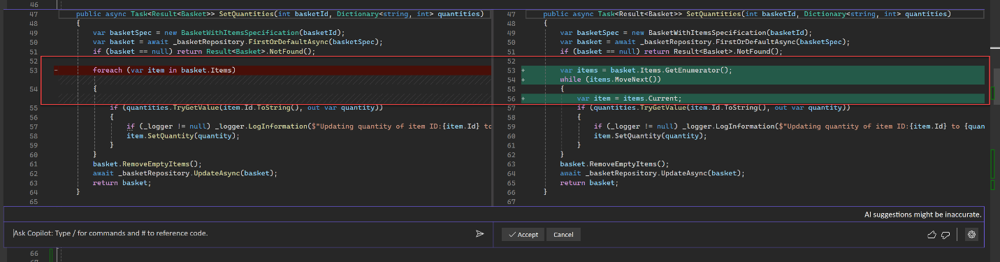 46
47 public async Task<Result<Basket>> SetQuantities(int basketId, Dictionary<string, int> quantities)
48 {
49 var basketSpec = new BasketWithItemsSpecification(basketId);
50 var basket = await _basketRepository.FirstOrDefaultAsync(basketSpec);
51 if (basket == null) return Result<Basket>.NotFound();
52
53 - foreach (var item in basket.Items)
54 {
55 if (quantities.TryGetValue(item.Id.ToString(), out var quantity))
56 {
57 if (_logger != null) _logger.LogInformation($"Updating quantity of item ID:{item.Id} to
58 item.SetQuantity(quantity);
59 }
60 }
61 basket.RemoveEmptyItems();
62 await _basketRepository.UpdateAsync(basket);
63 return basket;
64 }
65
47 public async Task<Result<Basket>> SetQuantities(int basketId, Dictionary<string, int> quantities)
48 {
49 var basketSpec = new BasketWithItemsSpecification(basketId);
50 var basket = await _basketRepository.FirstOrDefaultAsync(basketSpec);
51 if (basket == null) return Result<Basket>.NotFound();
52
53 + var items = basket.Items.GetEnumerator();
54 + while (items.MoveNext())
55 {
56 + var item = items.Current;
57 if (quantities.TryGetValue(item.Id.ToString(), out var quantity))
58 {
59 if (_logger != null) _logger.LogInformation($"Updating quantity of item ID:{item.Id} to {quan
60 item.SetQuantity(quantity);
61 }
62 }
63 basket.RemoveEmptyItems();
64 await _basketRepository.UpdateAsync(basket);
65 return basket;
66 }
67
AI suggestions might be inaccurate.
Ask Copilot: Type / for commands and # to reference code.
Accept Cancel
66